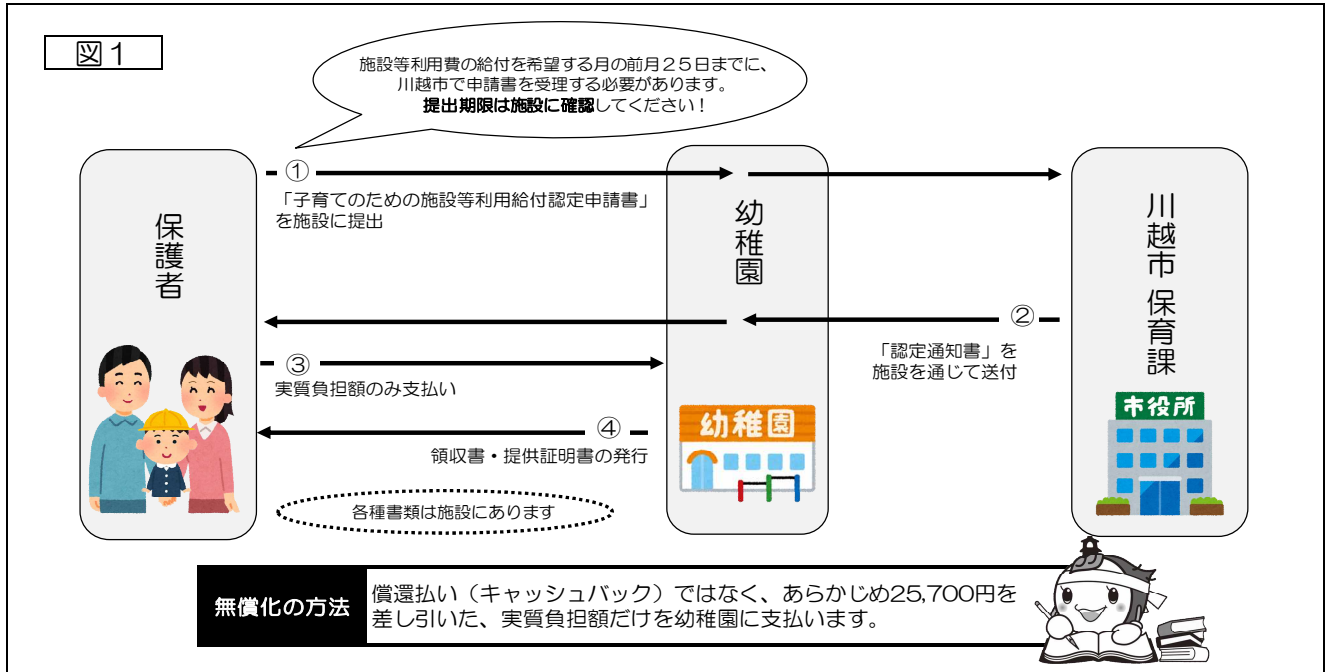 図１
施設等利用費の給付を希望する月の前月２５日までに、
川越市で申請書を受理する必要があります。
提出期限は施設に確認してください！
保護者
①
「子育てのための施設等利用給付認定申請書」
を施設に提出
幼稚園
川越市 保育課
②
「認定通知書」を
施設を通じて送付
③
実質負担額のみ支払い
④
領収書・提供証明書の発行
幼稚園
市役所
各種書類は施設にあります
無償化の方法
償還払い（キャッシュバック）ではなく、あらかじめ25,700円を
差し引いた、実質負担額だけを幼稚園に支払います。